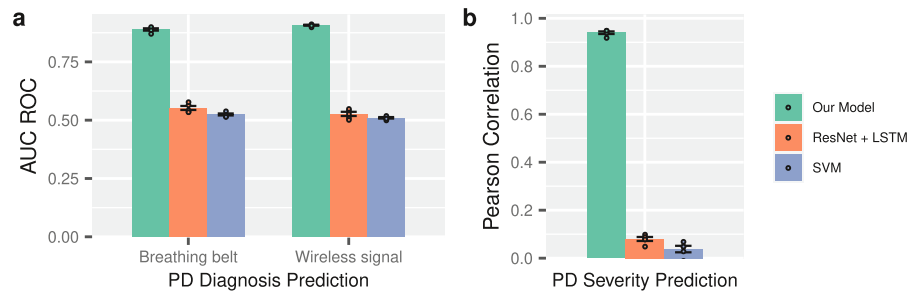 a
AUC ROC
0.75
0.50
0.25
0.00
Breathing belt
Wireless signal
PD Diagnosis Prediction
b
Pearson Correlation
1.0
0.8
0.6
0.4
0.2
0.0
PD Severity Prediction
Our Model
ResNet + LSTM
SVM